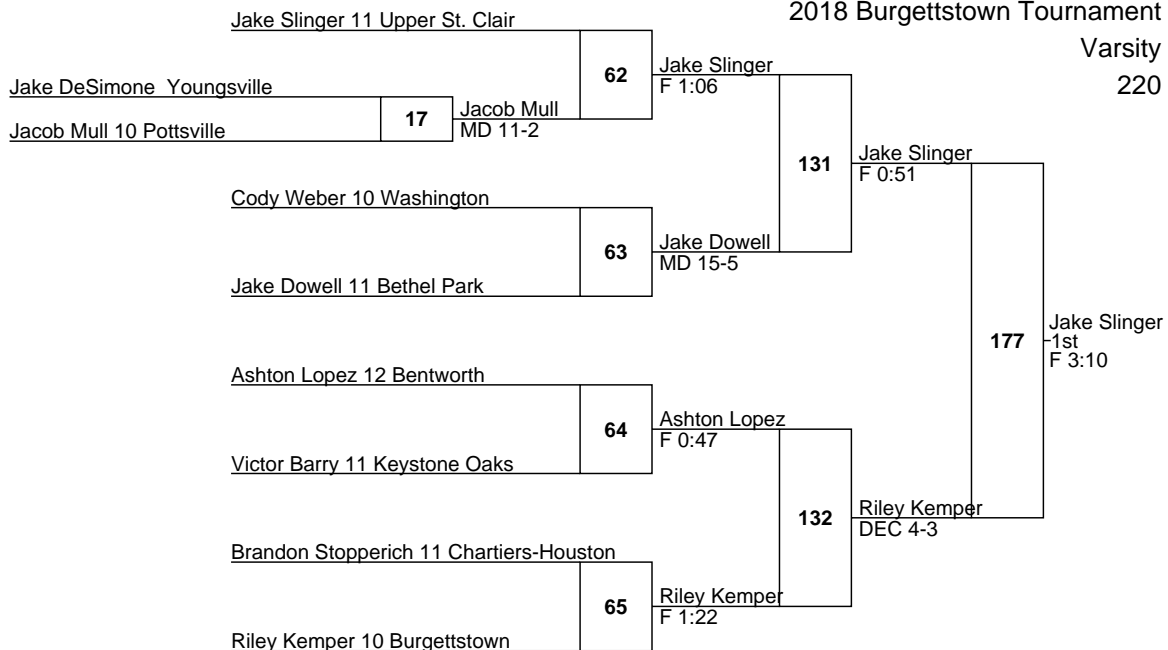 2018 Burgettstown Tournament
Varsity
220
Jake Slinger 11 Upper St. Clair
62
Jake Slinger
F 1:06
Jake DeSimone  Youngsville
17
Jacob Mull
MD 11-2
Jacob Mull 10 Pottsville
131
Jake Slinger
F 0:51
Cody Weber 10 Washington
63
Jake Dowell
MD 15-5
Jake Dowell 11 Bethel Park
177
Jake Slinger
1st
F 3:10
Ashton Lopez 12 Bentworth
64
Ashton Lopez
F 0:47
Victor Barry 11 Keystone Oaks
132
Riley Kemper
DEC 4-3
Brandon Stopperich 11 Chartiers-Houston
65
Riley Kemper
F 1:22
Riley Kemper 10 Burgettstown